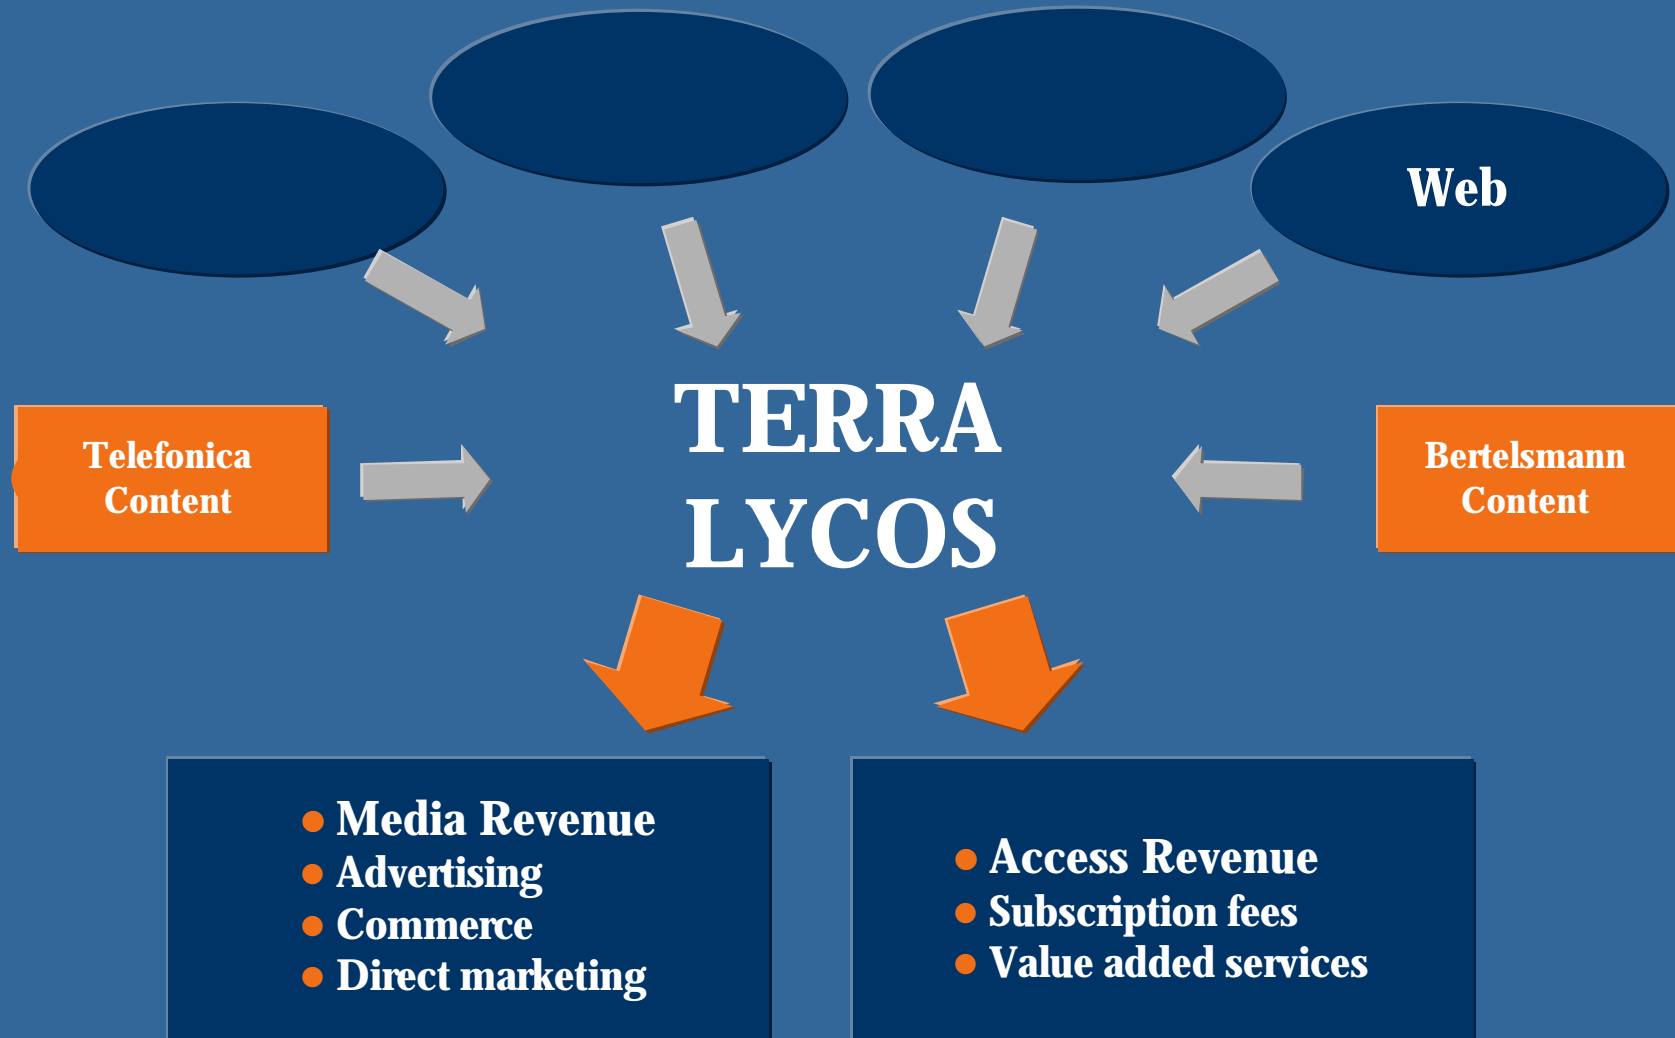 Web
TERRA
LYCOS
Telefonica
Content
Bertelsmann
Content
● Media Revenue
● Advertising
● Commerce
● Direct marketing
● Access Revenue
● Subscription fees
● Value added services